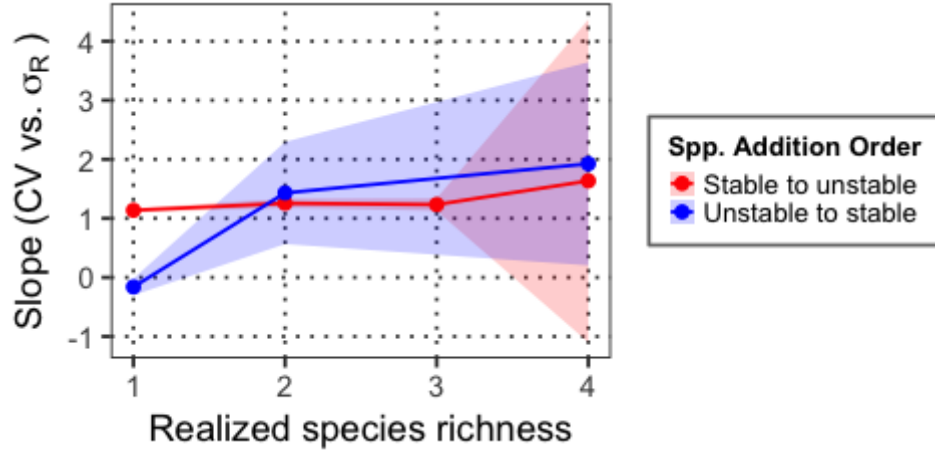 Slope (CV vs. σR)
4
3
2
1
0
-1
1 2 3 4
Realized species richness
Spp. Addition Order
Stable to unstable
Unstable to stable